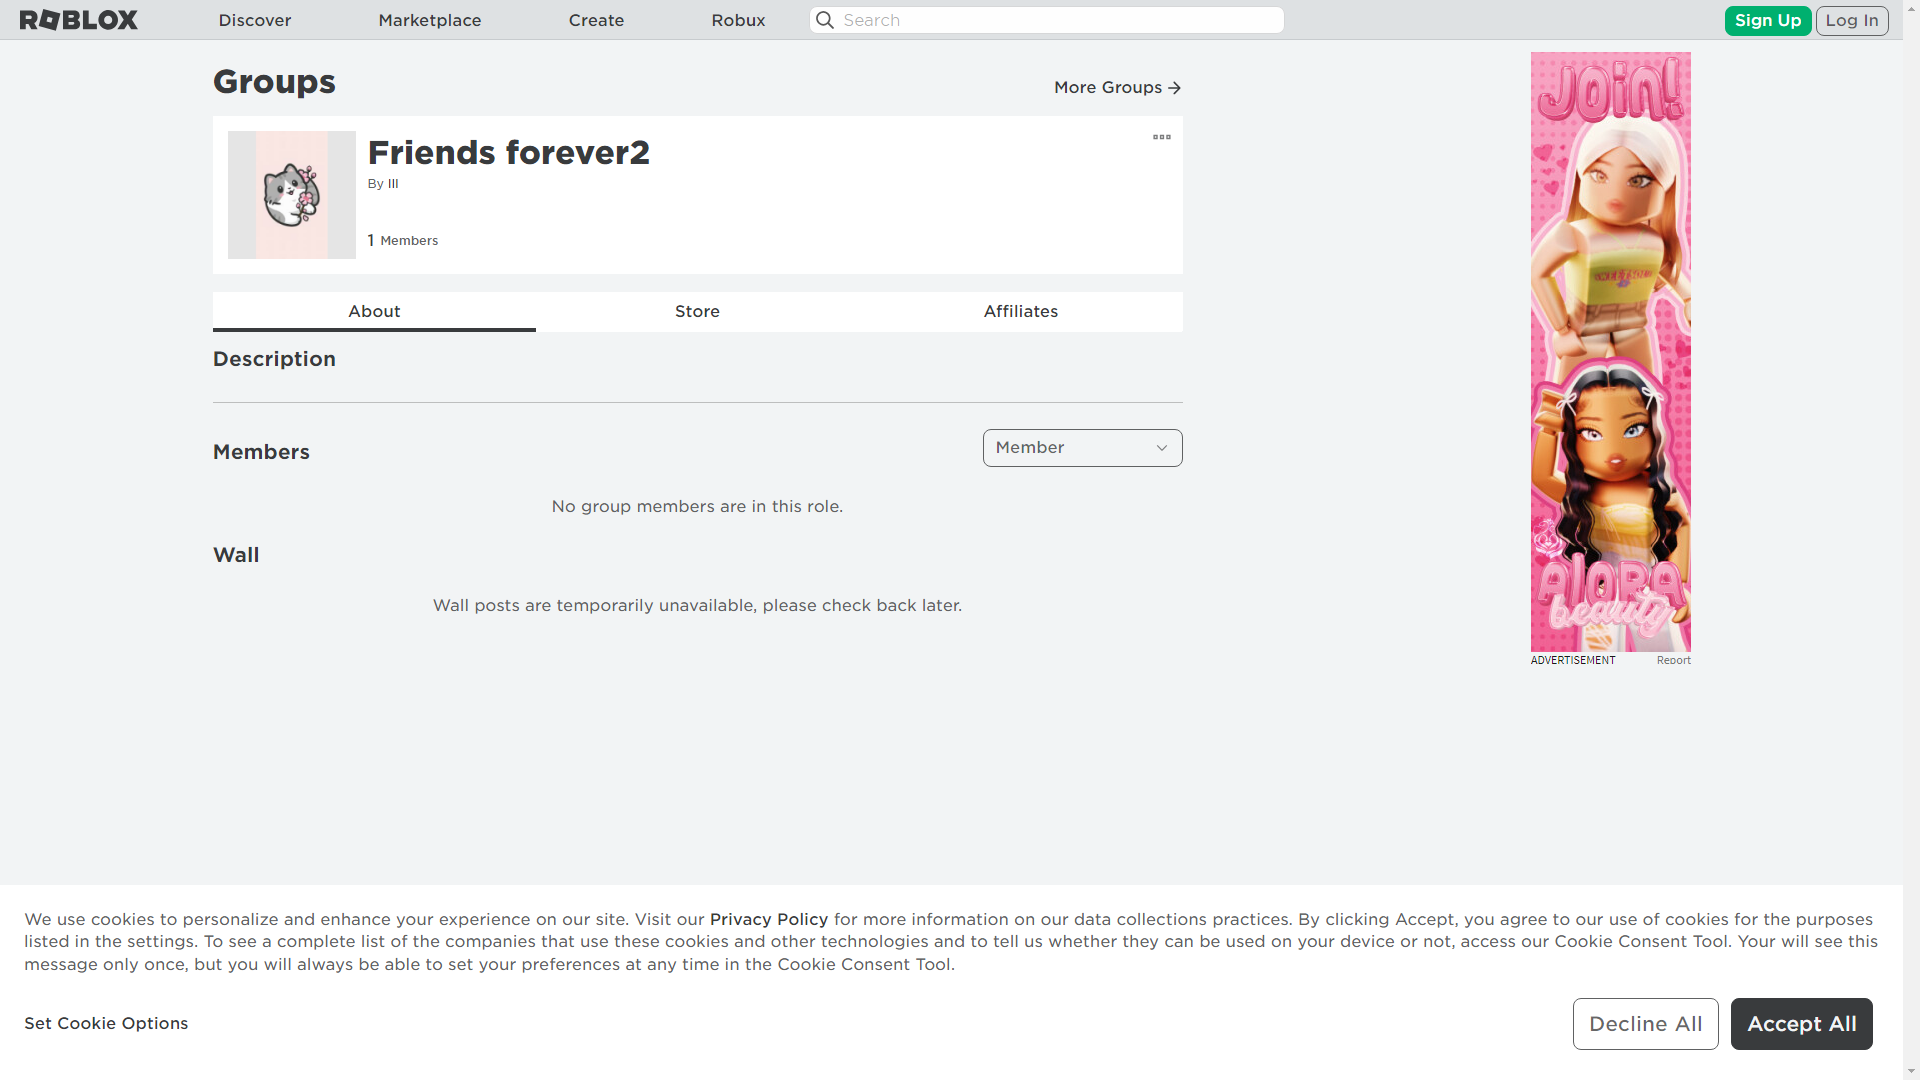 ROBLOX
Discover
Marketplace
Create
Robux
Search
Sign Up
Log In
Groups
More Groups
Friends forever2
By III
1 Members
About
Store
Affiliates
Description
Members
Member
No group members are in this role.
Wall
Wall posts are temporarily unavailable, please check back later.
Join!
AlORA
beauty
ADVERTISEMENT
Report
We use cookies to personalize and enhance your experience on our site. Visit our Privacy Policy for more information on our data collections practices. By clicking Accept, you agree to our use of cookies for the purposes
listed in the settings. To see a complete list of the companies that use these cookies and other technologies and to tell us whether they can be used on your device or not, access our Cookie Consent Tool. Your will see this
message only once, but you will always be able to set your preferences at any time in the Cookie Consent Tool.
Set Cookie Options
Decline All
Accept All